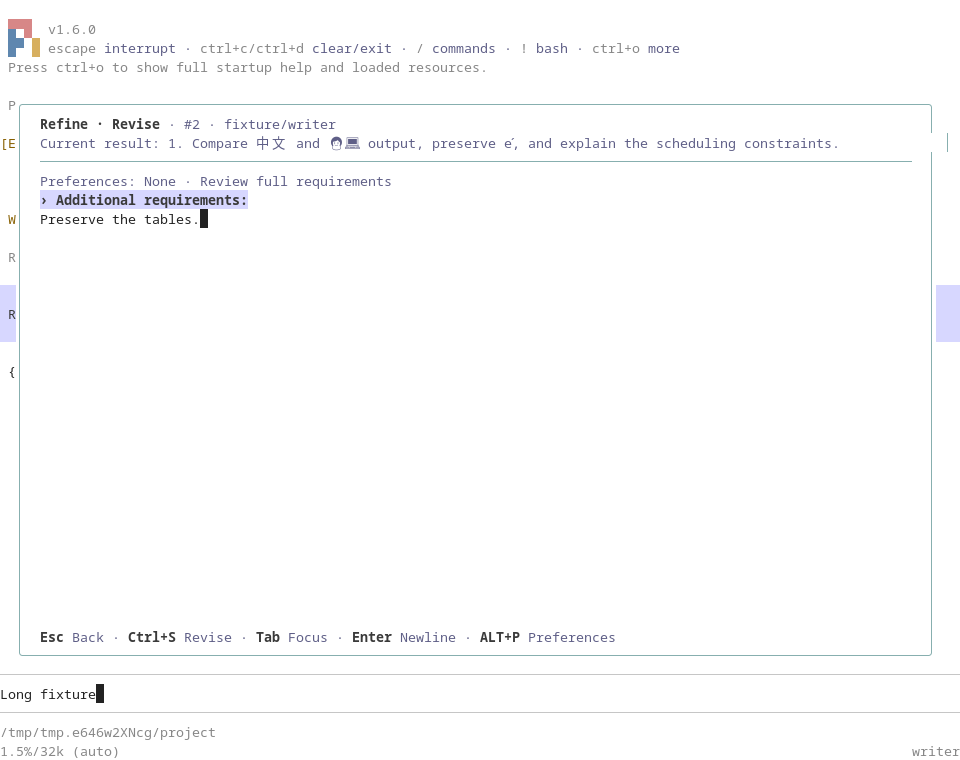 v1.6.0
escape interrupt · ctrl+c/ctrl+d clear/exit · / commands · ! bash · ctrl+o more
Press ctrl+o to show full startup help and loaded resources.
P
Refine · Revise · #2 · fixture/writer
[E
Current result: 1. Compare 中文 and 👩💻 output, preserve é, and explain the scheduling constraints.
Preferences: None · Review full requirements
› Additional requirements:
W
Preserve the tables.
R
R
{
Esc Back · Ctrl+S Revise · Tab Focus · Enter Newline · ALT+P Preferences
Long fixture
/tmp/tmp.e646w2XNcg/project
1.5%/32k (auto)
writer